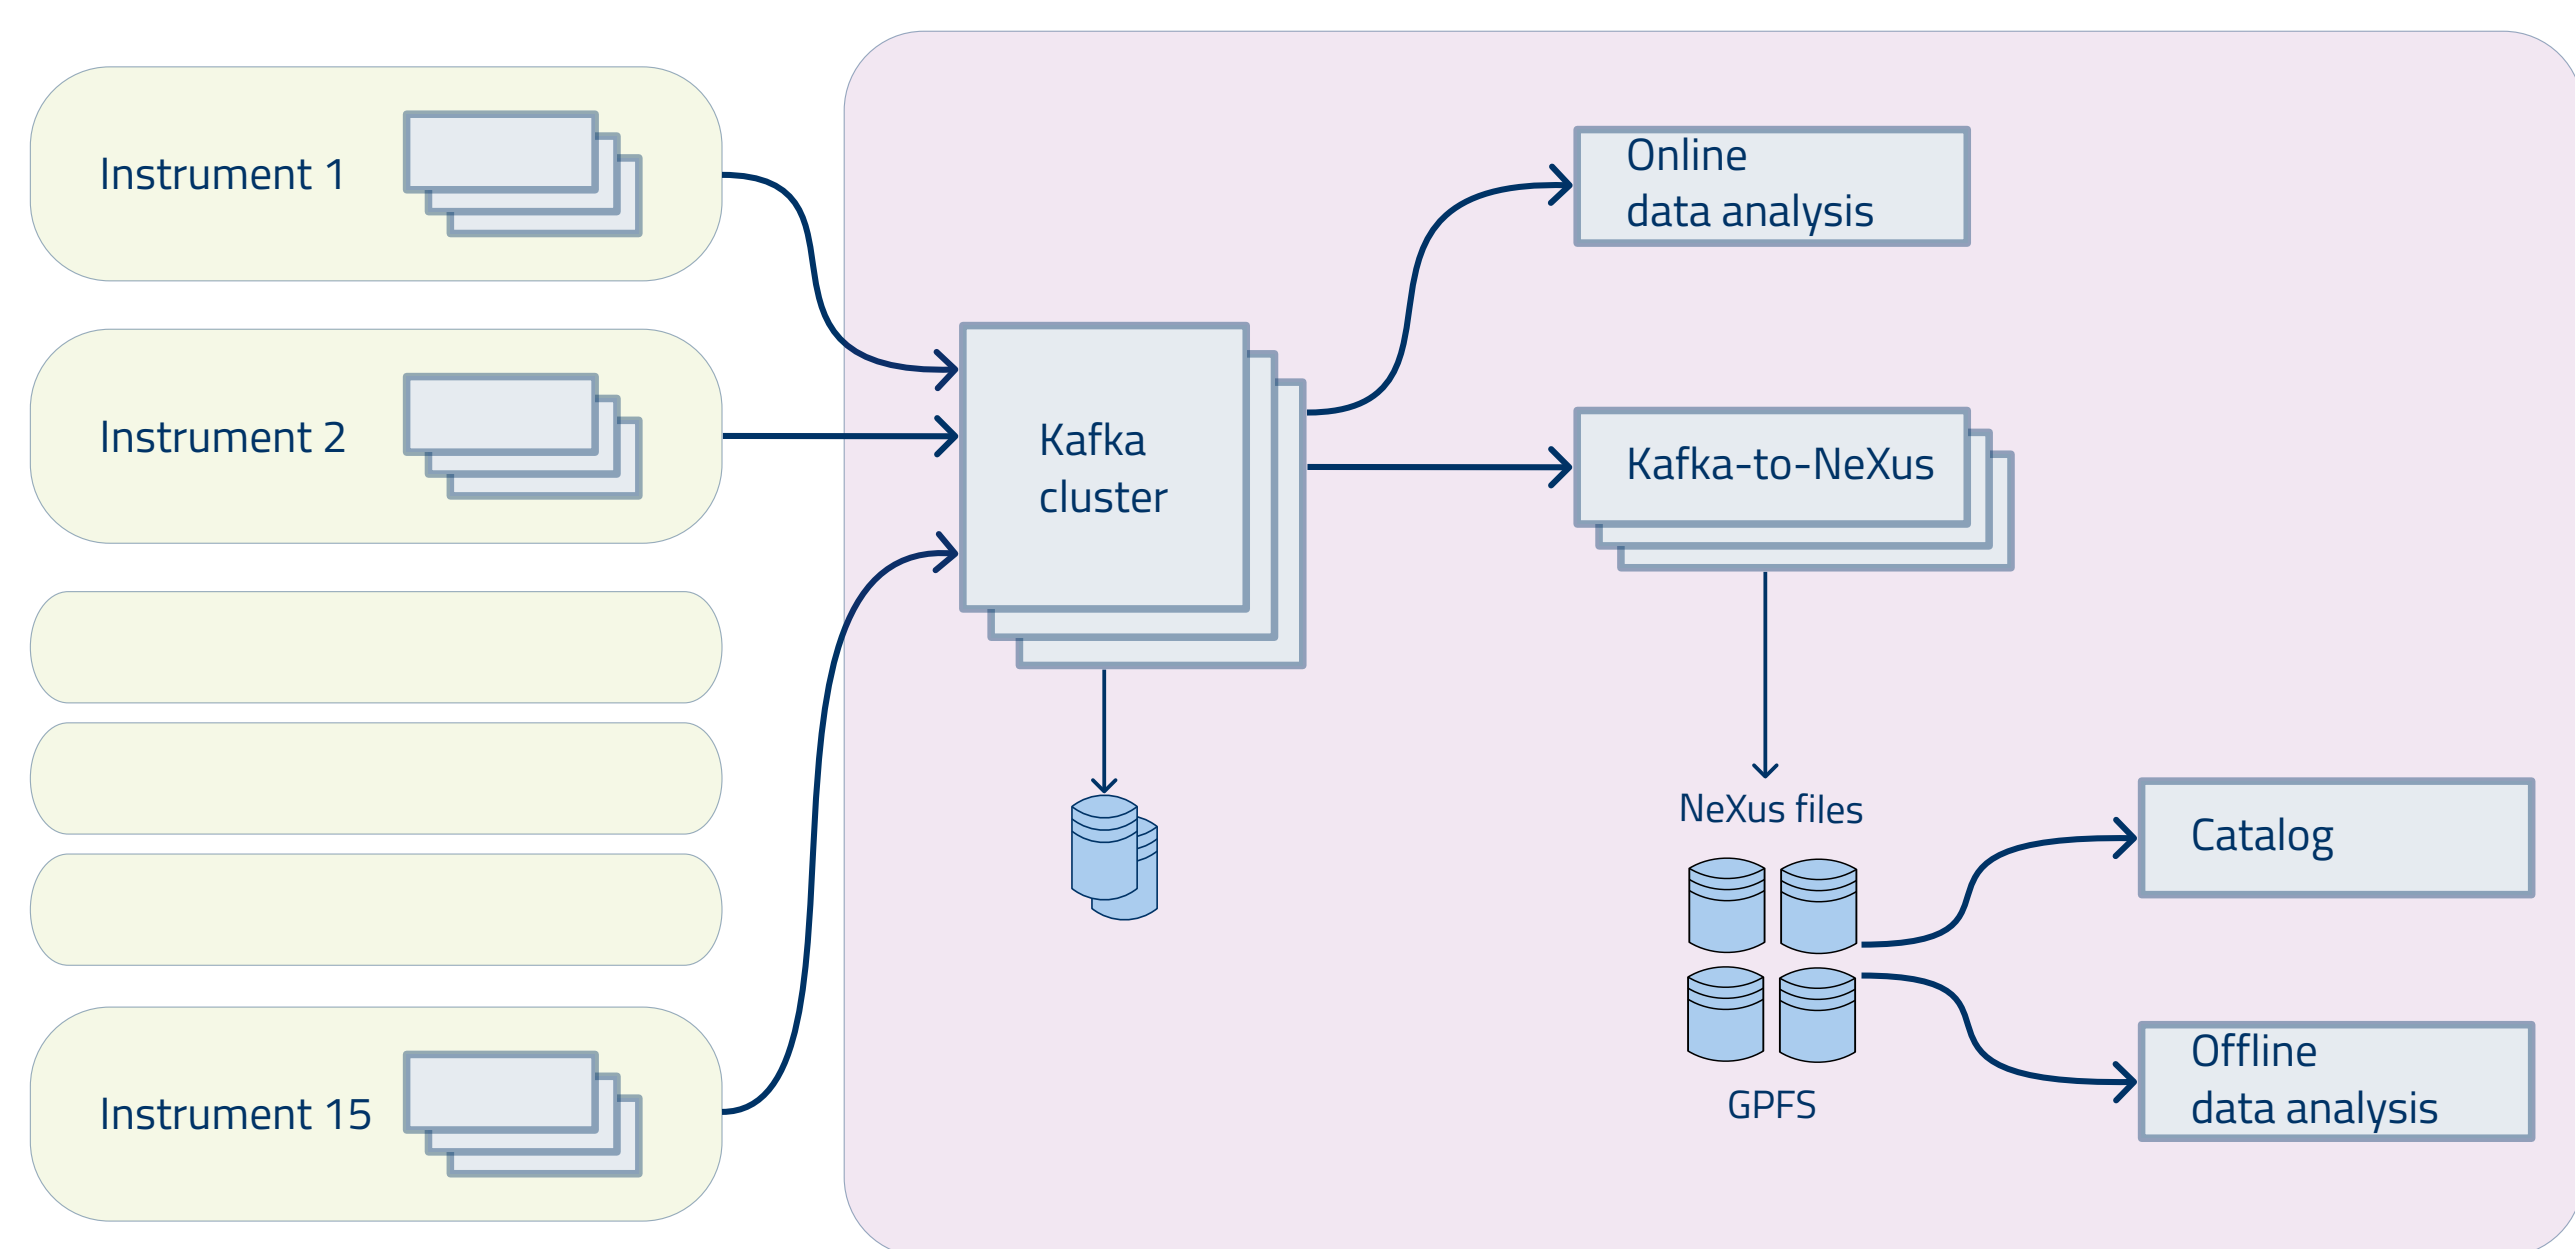 Instrument 1
Instrument 2
Instrument 15
Kafka
cluster
Online
data analysis
Kafka-to-NeXus
NeXus files
GPFS
Catalog
Offline
data analysis